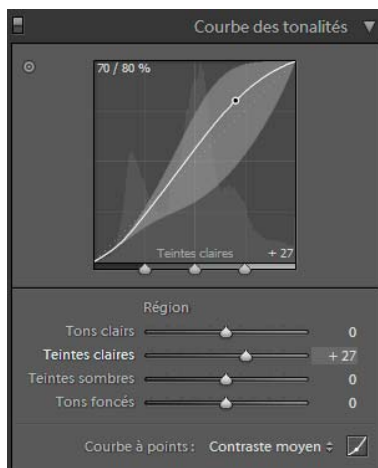 Courbe des tonalités
70 / 80 %
Teintes claires + 27
Région
Tons clairs 0
Teintes claires + 27
Teintes sombres 0
Tons foncés 0
Courbe à points : Contraste moyen